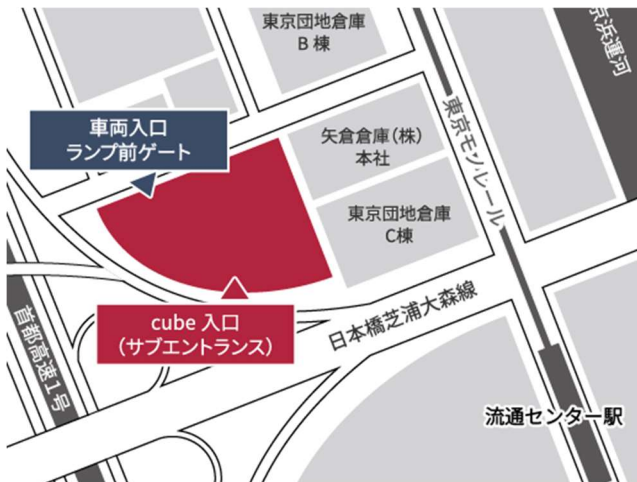 東京団地倉庫
B 棟
京浜運河
車両入口
ランプ前ゲート
矢倉倉庫(株)
本社
東京モノレール
東京団地倉庫
C棟
cube 入口
(サブエントランス)
日本橋芝浦大森線
首都高速1号
流通センター駅